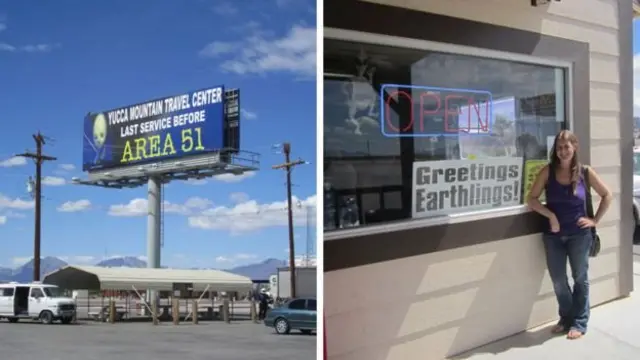 YUCCA MOUNTAIN TRAVEL CENTER
LAST SERVICE BEFORE
AREA 51
OPEN
Greetings
Earthlings!